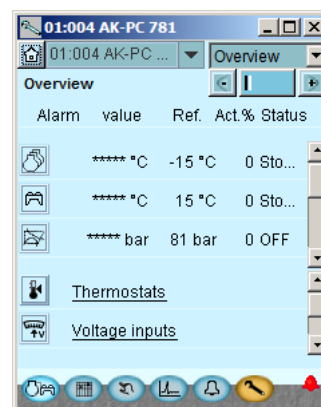 01:004 AK-PC 781
01:004 AK-PC ... Overview
Overview
Alarm value Ref. Act.% Status
***** °C -15 °C 0 Sto...
***** °C 15 °C 0 Sto...
***** bar 81 bar 0 OFF
Thermostats
Voltage inputs